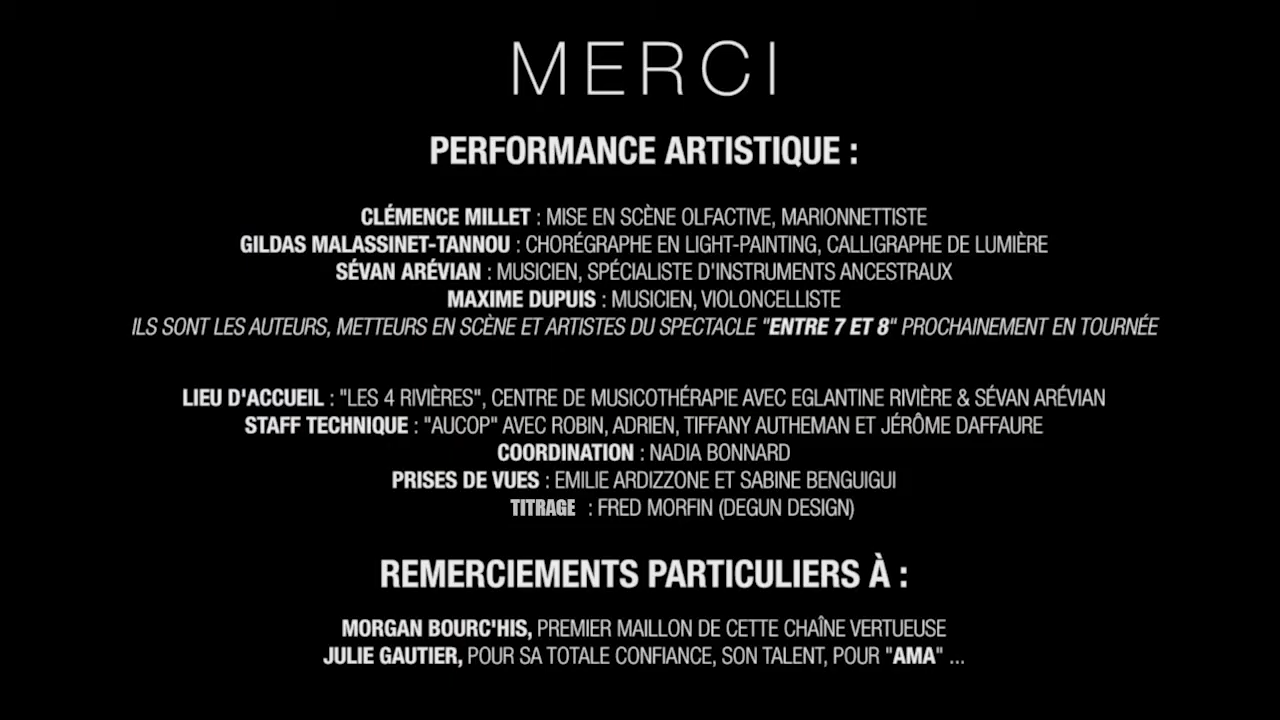 MERCI
PERFORMANCE ARTISTIQUE :
CLÉMENCE MILLET : MISE EN SCÈNE OLFACTIVE, MARIONNETTISTE
GILDAS MALASSINET-TANNOU : CHORÉGRAPHE EN LIGHT-PAINTING, CALLIGRAPHE DE LUMIÈRE
SÉVAN ARÉVIAN : MUSICIEN, SPÉCIALISTE D'INSTRUMENTS ANCESTRAUX
MAXIME DUPUIS : MUSICIEN, VIOLONCELLISTE
ILS SONT LES AUTEURS, METTEURS EN SCÈNE ET ARTISTES DU SPECTACLE "ENTRE 7 ET 8" PROCHAINEMENT EN TOURNÉE
LIEU D'ACCUEIL : "LES 4 RIVIÈRES", CENTRE DE MUSICOTHÉRAPIE AVEC EGLANTINE RIVIÈRE & SÉVAN ARÉVIAN
STAFF TECHNIQUE : "AUCOP" AVEC ROBIN, ADRIEN, TIFFANY AUTHEMAN ET JÉRÔME DAFFAURE
COORDINATION : NADIA BONNARD
PRISES DE VUES : EMILIE ARDIZZONE ET SABINE BENGUIGUI
TITRAGE : FRED MORFIN (DEGUN DESIGN)
REMERCIEMENTS PARTICULIERS À :
MORGAN BOURC'HIS, PREMIER MAILLON DE CETTE CHAÎNE VERTUEUSE
JULIE GAUTIER, POUR SA TOTALE CONFIANCE, SON TALENT, POUR "AMA" ...